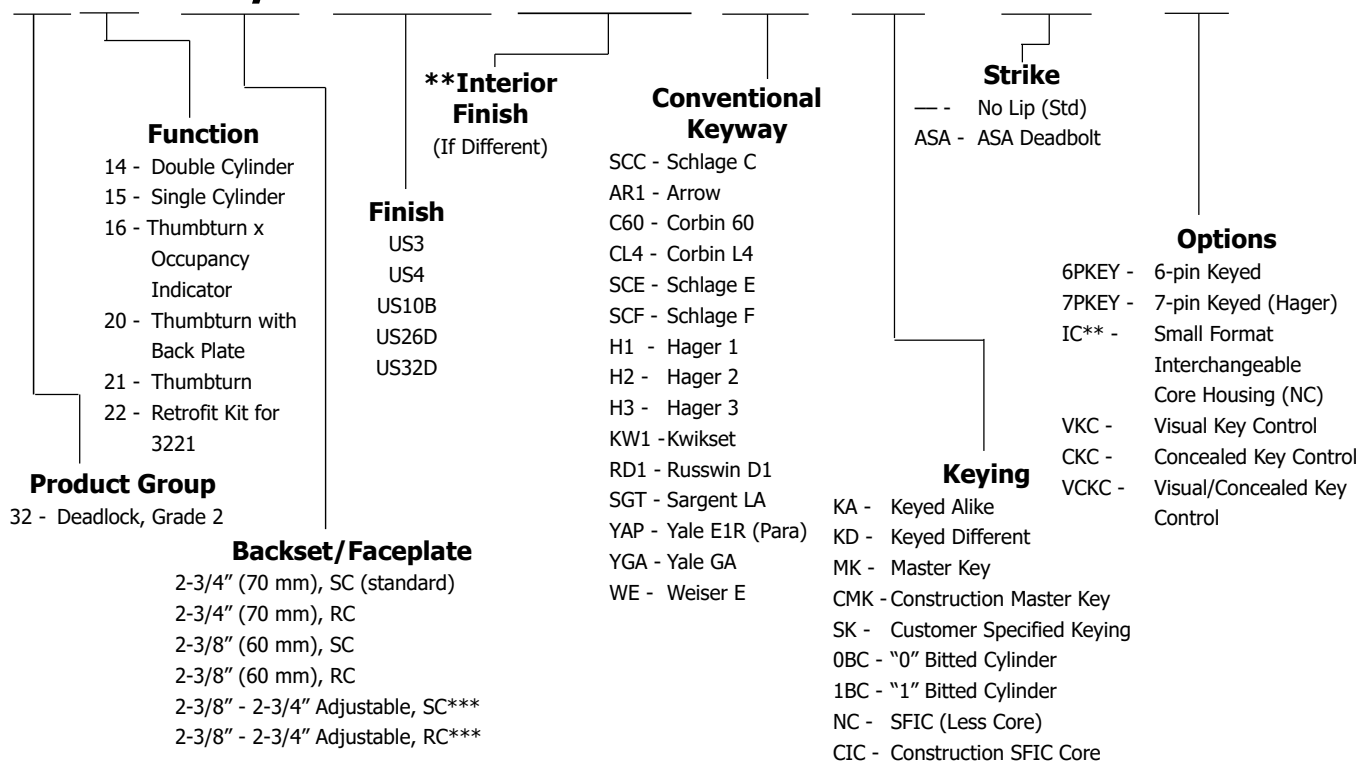 **Interior
Finish
(If Different)
Strike
–– - No Lip (Std)
ASA - ASA Deadbolt
Conventional
Keyway
SCC - Schlage C
AR1 - Arrow
C60 - Corbin 60
CL4 - Corbin L4
SCE - Schlage E
SCF - Schlage F
H1 - Hager 1
H2 - Hager 2
H3 - Hager 3
KW1 -Kwikset
RD1 - Russwin D1
SGT - Sargent LA
YAP - Yale E1R (Para)
YGA - Yale GA
WE - Weiser E
Function
14 - Double Cylinder
15 - Single Cylinder
16 - Thumbturn x
Occupancy
Indicator
20 - Thumbturn with
Back Plate
21 - Thumbturn
22 - Retrofit Kit for
3221
Finish
US3
US4
US10B
US26D
US32D
Options
6PKEY - 6-pin Keyed
7PKEY - 7-pin Keyed (Hager)
IC** - Small Format
Interchangeable
Core Housing (NC)
VKC - Visual Key Control
CKC - Concealed Key Control
VCKC - Visual/Concealed Key
Control
Product Group
32 - Deadlock, Grade 2
Keying
KA - Keyed Alike
KD - Keyed Different
MK - Master Key
CMK - Construction Master Key
SK - Customer Specified Keying
0BC - “0” Bitted Cylinder
1BC - “1” Bitted Cylinder
NC - SFIC (Less Core)
CIC - Construction SFIC Core
Backset/Faceplate
2-3/4” (70 mm), SC (standard)
2-3/4” (70 mm), RC
2-3/8” (60 mm), SC
2-3/8” (60 mm), RC
2-3/8” - 2-3/4” Adjustable, SC***
2-3/8” - 2-3/4” Adjustable, RC***